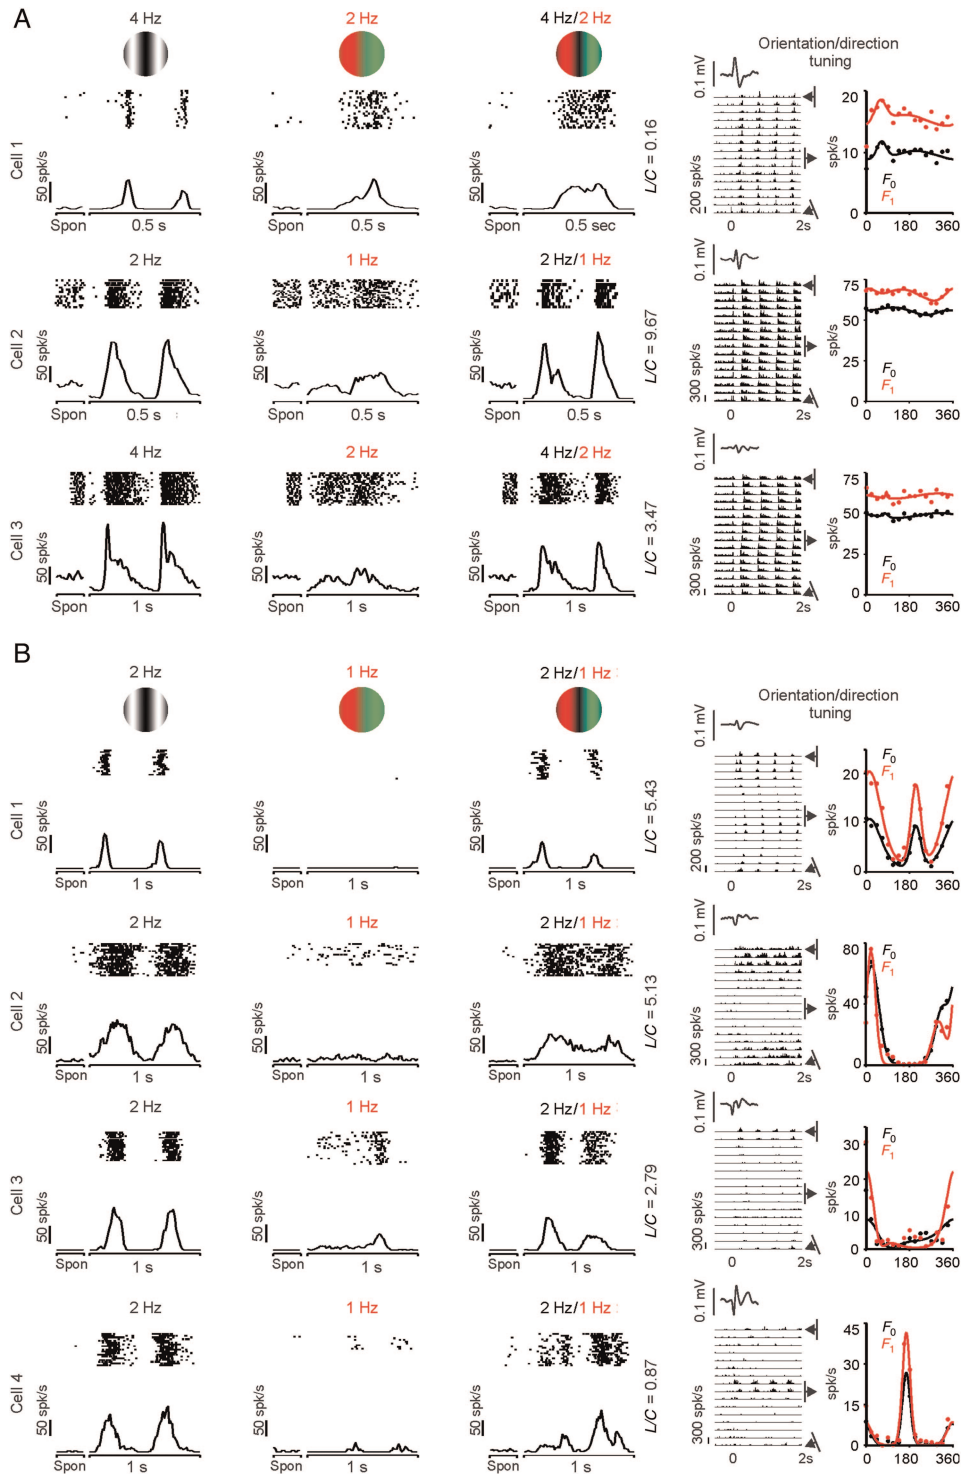 A
4 Hz
2 Hz
4 Hz/2 Hz
Orientation/direction
tuning
Cell 1
50 spk/s
Spon
0.5 s
50 spk/s
Spon
0.5 s
50 spk/s
Spon
0.5 sec
L/C = 0.16
0.1 mV
200 spk/s
0
2s
spk/s
20
10
0
F0
F1
0 180 360
2 Hz
1 Hz
2 Hz/1 Hz
Cell 2
50 spk/s
Spon
0.5 s
50 spk/s
Spon
0.5 s
50 spk/s
Spon
0.5 s
L/C = 9.67
0.1 mV
300 spk/s
0
2s
spk/s
75
50
25
0
F0
F1
0 180 360
4 Hz
2 Hz
4 Hz/2 Hz
Cell 3
50 spk/s
Spon
1 s
50 spk/s
Spon
1 s
50 spk/s
Spon
1 s
L/C = 3.47
0.1 mV
300 spk/s
0
2s
spk/s
75
50
25
0
F0
F1
0 180 360
B
2 Hz
1 Hz
2 Hz/1 Hz
Orientation/direction
tuning
Cell 1
50 spk/s
Spon
1 s
50 spk/s
Spon
1 s
50 spk/s
Spon
1 s
L/C = 5.43
0.1 mV
200 spk/s
0
2s
spk/s
25
20
10
0
F0
F1
0 180 360
2 Hz
1 Hz
2 Hz/1 Hz
Cell 2
50 spk/s
Spon
1 s
50 spk/s
Spon
1 s
50 spk/s
Spon
1 s
L/C = 5.13
0.1 mV
300 spk/s
0
2s
spk/s
80
40
0
F0
F1
0 180 360
2 Hz
1 Hz
2 Hz/1 Hz
Cell 3
50 spk/s
Spon
1 s
50 spk/s
Spon
1 s
50 spk/s
Spon
1 s
L/C = 2.79
0.1 mV
300 spk/s
0
2s
spk/s
30
20
10
0
F0
F1
0 180 360
2 Hz
1 Hz
2 Hz/1 Hz
Cell 4
50 spk/s
Spon
1 s
50 spk/s
Spon
1 s
50 spk/s
Spon
1 s
L/C = 0.87
0.1 mV
300 spk/s
0
2s
spk/s
45
30
15
0
F0
F1
0 180 360